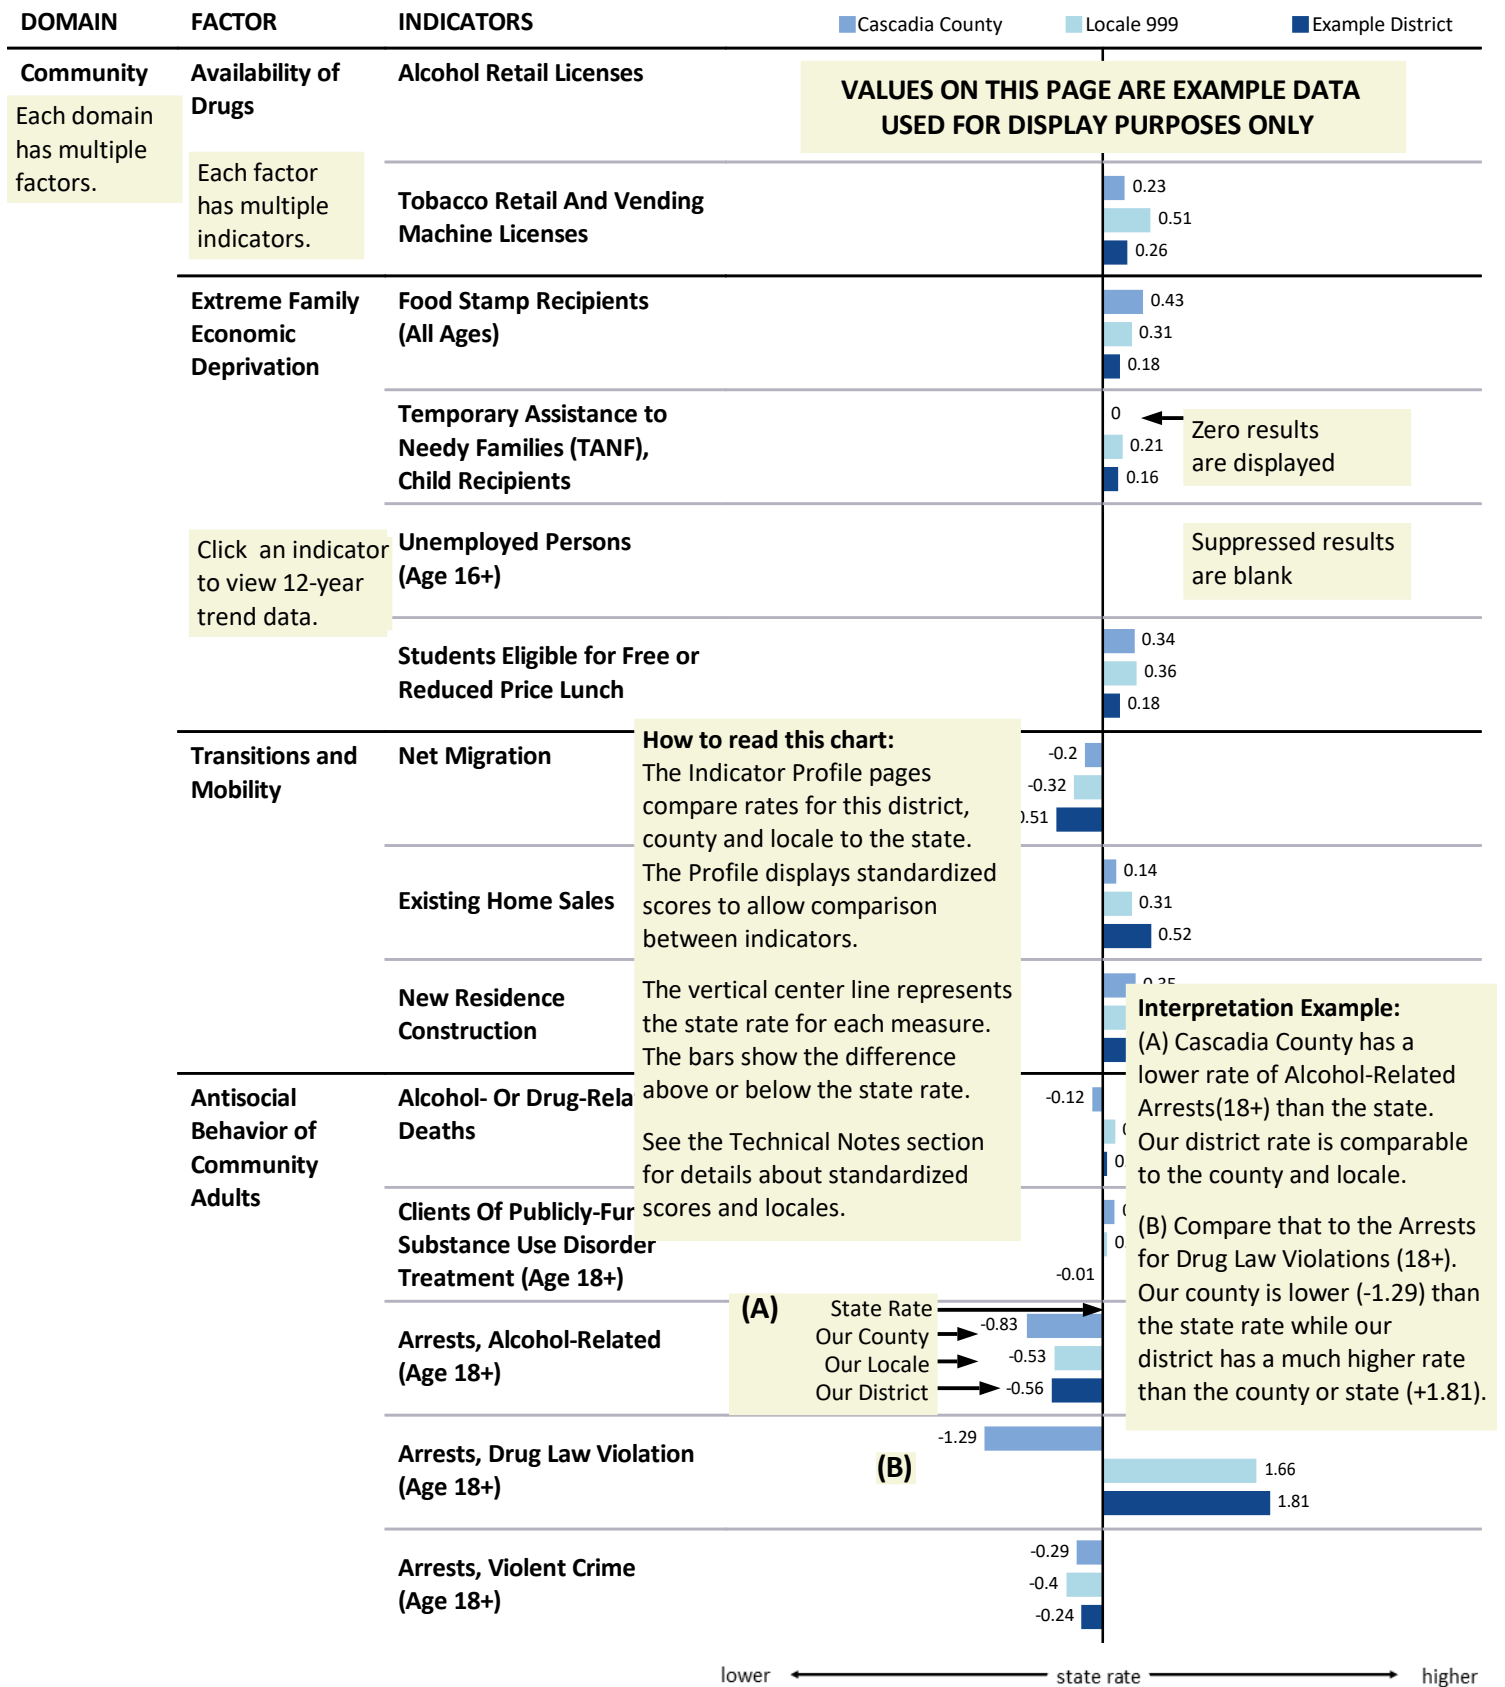 DOMAIN FACTOR INDICATORS Cascadia County Locale 999 Example District
Community
Each domain
has multiple
factors.
Availability of
Drugs
Each factor
has multiple
indicators.
Alcohol Retail Licenses
VALUES ON THIS PAGE ARE EXAMPLE DATA
USED FOR DISPLAY PURPOSES ONLY
Tobacco Retail And Vending
Machine Licenses
0.23
0.51
0.26
Extreme Family
Economic
Deprivation
Food Stamp Recipients
(All Ages)
0.43
0.31
0.18
Temporary Assistance to
Needy Families (TANF),
Child Recipients
0
0.21
0.16
Zero results
are displayed
Click an indicator
to view 12-year
trend data.
Unemployed Persons
(Age 16+)
Suppressed results
are blank
Students Eligible for Free or
Reduced Price Lunch
0.34
0.36
0.18
Transitions and
Mobility
Net Migration
-0.2
-0.32
.51
How to read this chart:
The Indicator Profile pages
compare rates for this district,
county and locale to the state.
The Profile displays standardized
scores to allow comparison
between indicators.
The vertical center line represents
the state rate for each measure.
The bars show the difference
above or below the state rate.
See the Technical Notes section
for details about standardized
scores and locales.
Existing Home Sales
0.14
0.31
0.52
New Residence
Construction
Interpretation Example:
(A) Cascadia County has a
lower rate of Alcohol-Related
Arrests(18+) than the state.
Our district rate is comparable
to the county and locale.
(B) Compare that to the Arrests
for Drug Law Violations (18+).
Our county is lower (-1.29) than
the state rate while our
district has a much higher rate
than the county or state (+1.81).
Antisocial
Behavior of
Community
Adults
Alcohol- Or Drug-Rela
Deaths
-0.12
0.
Clients Of Publicly-Fur
Substance Use Disorder
Treatment (Age 18+)
0.
-0.01
Arrests, Alcohol-Related
(Age 18+)
(A)
State Rate
Our County
Our Locale
Our District
-0.83
-0.53
-0.56
Arrests, Drug Law Violation
(Age 18+)
(B)
-1.29
1.66
1.81
Arrests, Violent Crime
(Age 18+)
-0.29
-0.4
-0.24
lower state rate higher